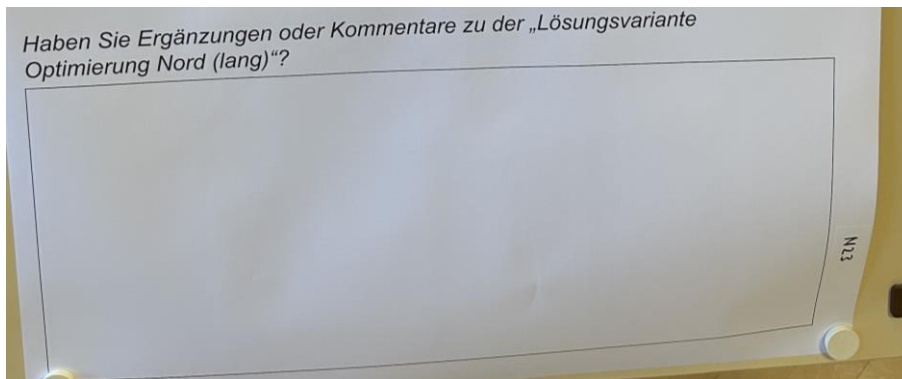 Haben Sie Ergänzungen oder Kommentare zu der „Lösungsvariante
Optimierung Nord (lang)“?
N23